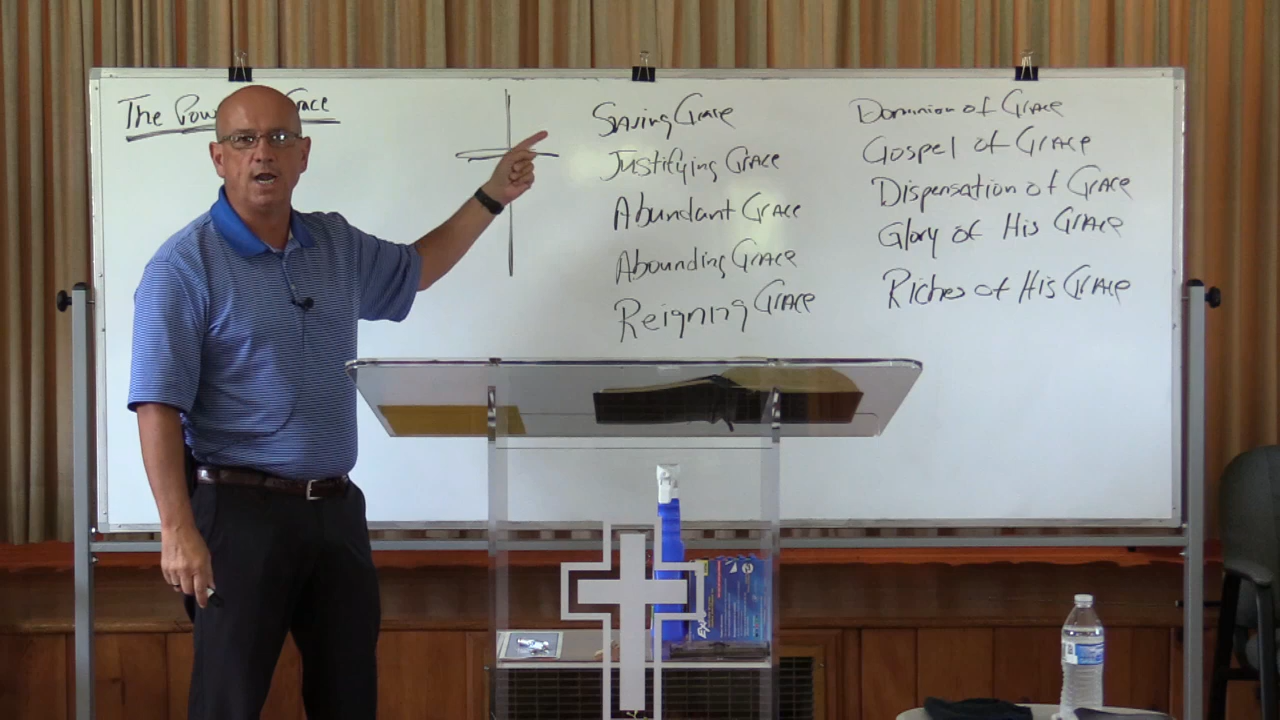 The Pow
Grace
Saving Grace
Justifying Grace
Abundant Grace
Abounding Grace
Reigning Grace
Dominion of Grace
Gospel of Grace
Dispensation of Grace
Glory of His Grace
Riches of His Grace